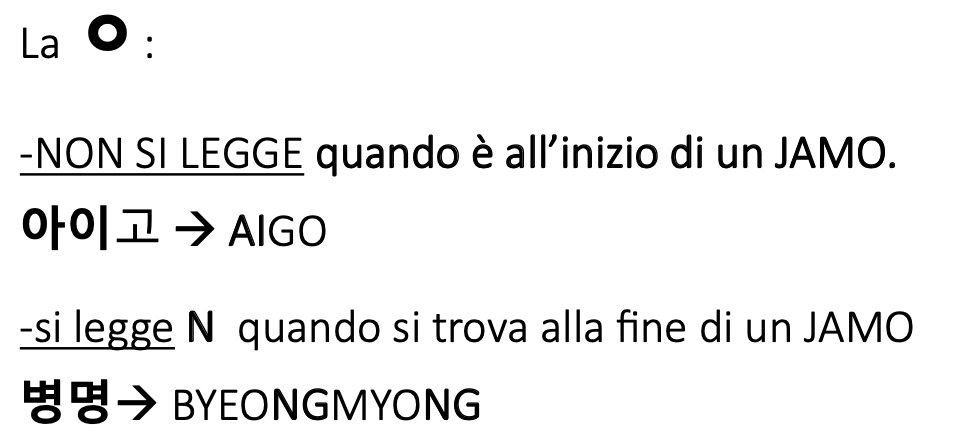 La ㅇ :
-NON SI LEGGE quando è all’inizio di un JAMO.
아이고 → AIGO
-si legge N quando si trova alla fine di un JAMO
병명→ BYEONGMYONG